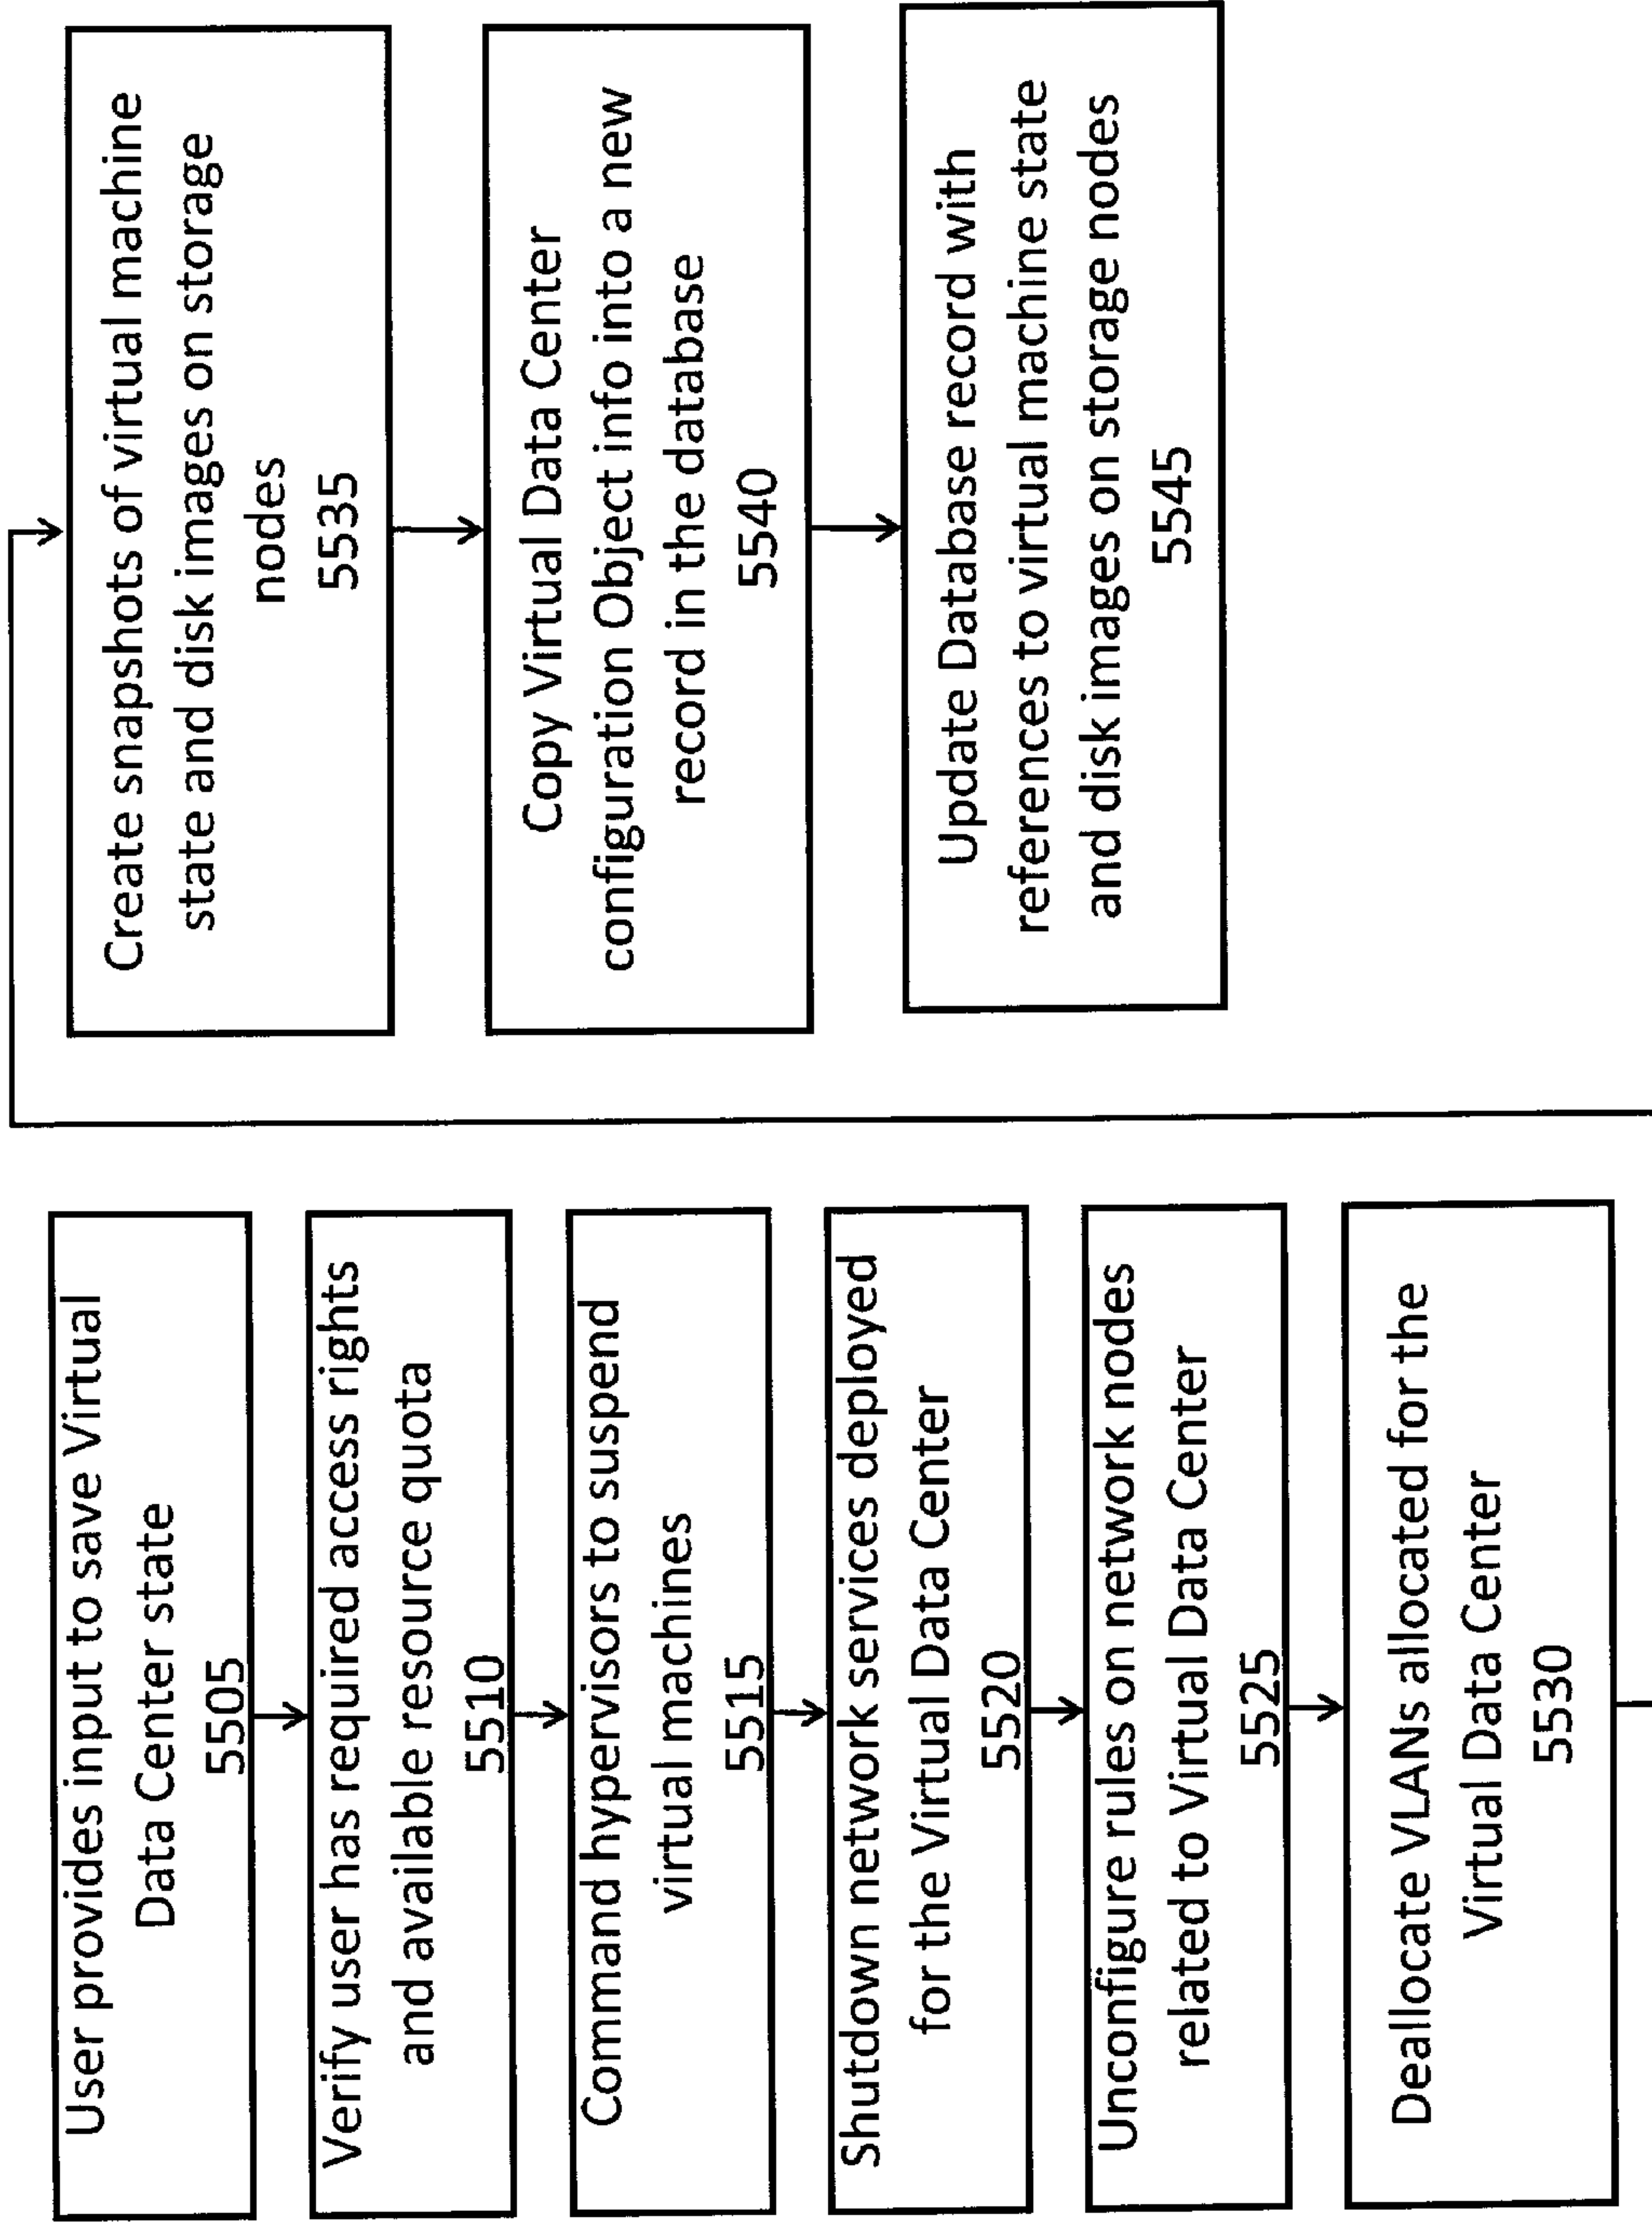 User provides input to save Virtual
Data Center state
5505
Verify user has required access rights
and available resource quota
5510
Command hypervisors to suspend
virtual machines
5515
Shutdown network services deployed
for the Virtual Data Center
5520
Unconfigure rules on network nodes
related to Virtual Data Center
5525
Deallocate VLANs allocated for the
Virtual Data Center
5530
Create snapshots of virtual machine
state and disk images on storage
nodes
5535
Copy Virtual Data Center
configuration Object info into a new
record in the database
5540
Update Database record with
references to virtual machine state
and disk images on storage nodes
5545